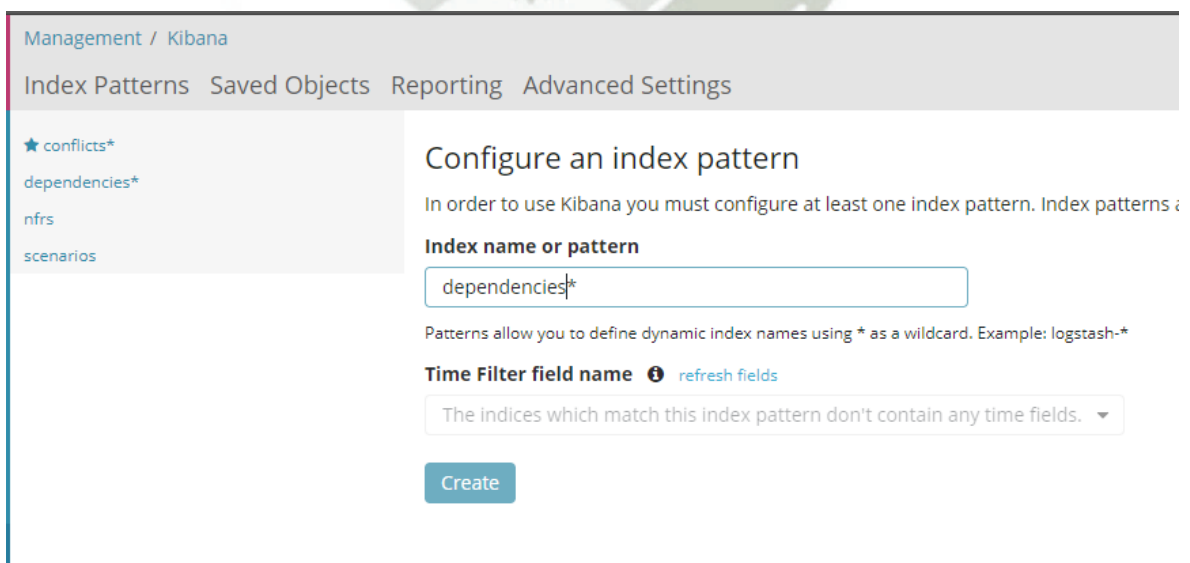 Management / Kibana
Index Patterns Saved Objects Reporting Advanced Settings
conflicts*
dependencies*
nfrs
scenarios
Configure an index pattern
In order to use Kibana you must configure at least one index pattern. Index patterns
Index name or pattern
dependencies*
Patterns allow you to define dynamic index names using * as a wildcard. Example: logstash-*
Time Filter field name refresh fields
The indices which match this index pattern don't contain any time fields.
Create